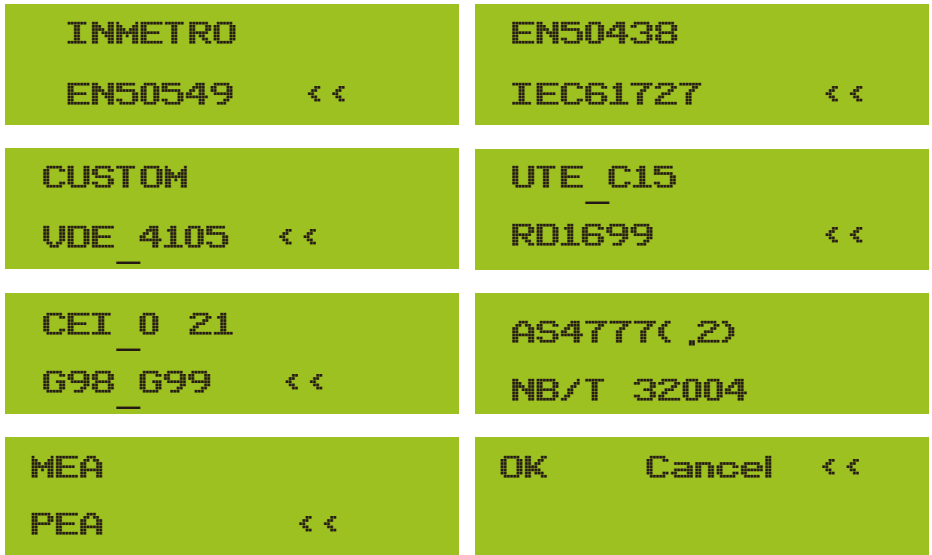 INMETRO
EN50549 <<
EN50438
IEC61727 <<
CUSTOM
VDE_4105 <<
UTE_C15
RD1699 <<
CEI_0 21
G98_G99 <<
AS4777( .2)
NB/T 32004
MEA
PEA <<
OK Cancel <<